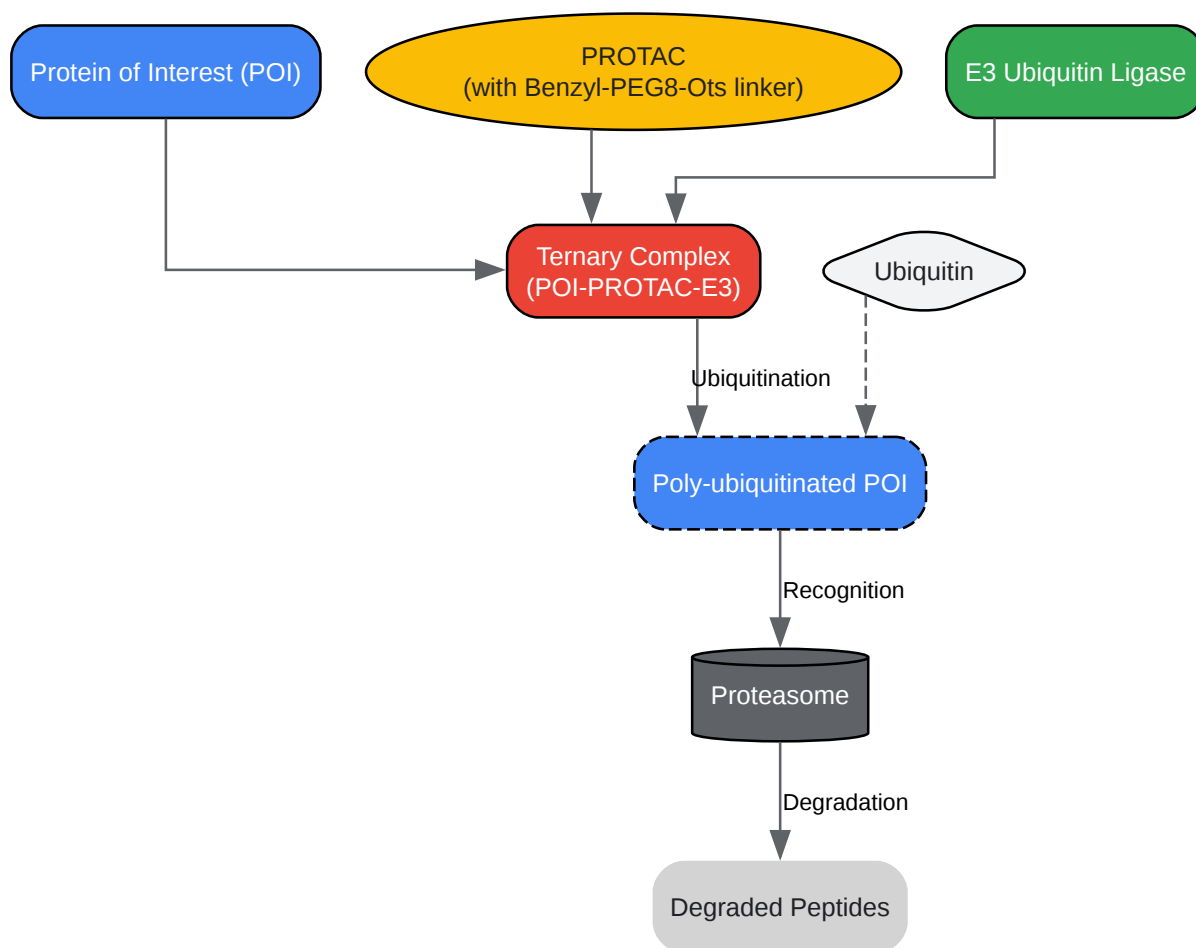 Protein of Interest (POI)
PROTAC
(with Benzyl-PEG8-Ots linker)
E3 Ubiquitin Ligase
Ternary Complex
(POI-PROTAC-E3)
Ubiquitin
Ubiquitination
Poly-ubiquitinated POI
Recognition
Proteasome
Degradation
Degraded Peptides